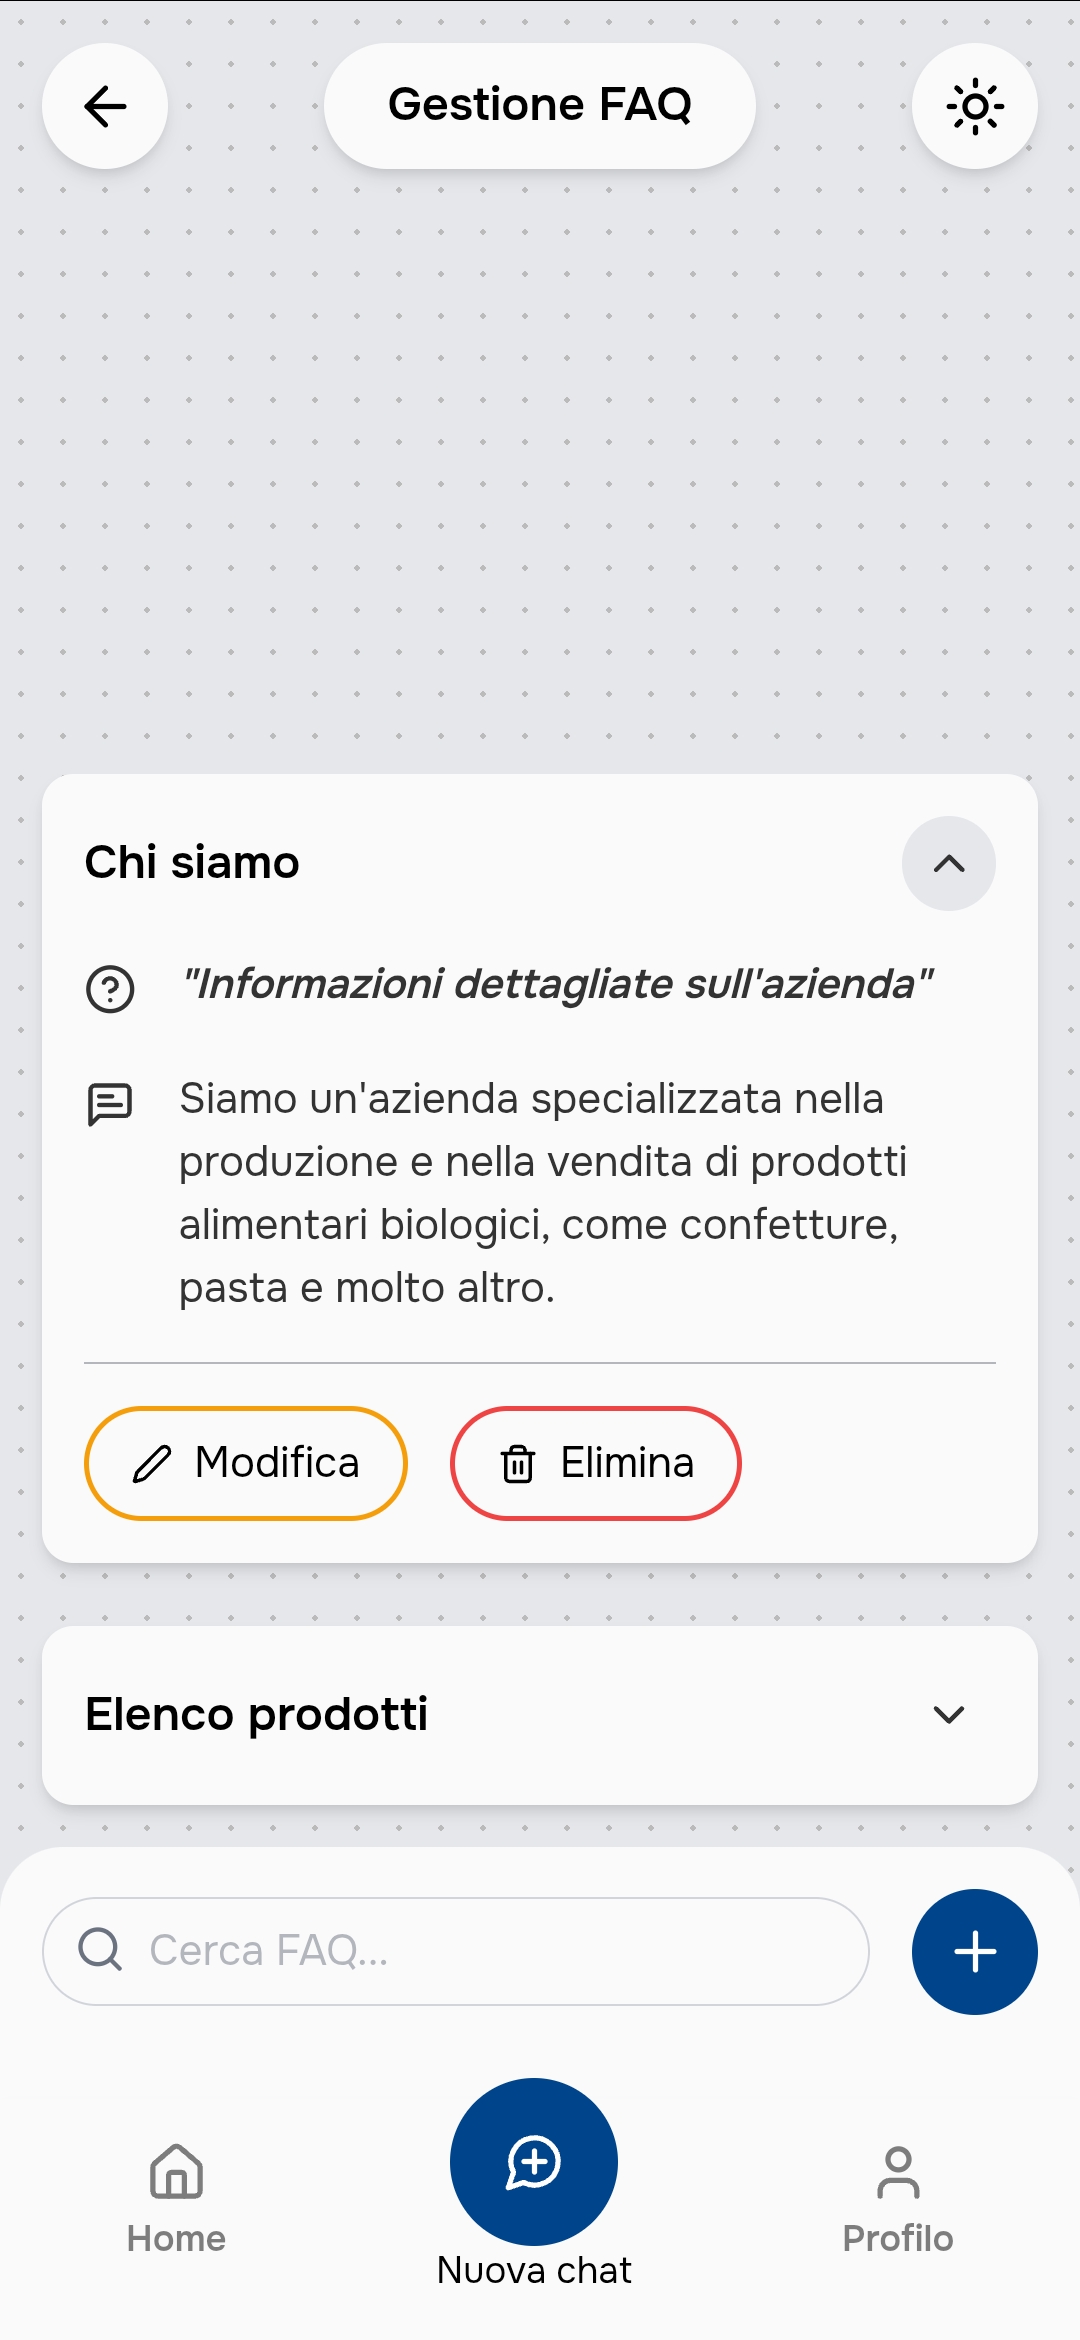 Gestione FAQ
Chi siamo
"Informazioni dettagliate sull'azienda"
Siamo un'azienda specializzata nella
produzione e nella vendita di prodotti
alimentari biologici, come confetture,
pasta e molto altro.
Modifica
Elimina
Elenco prodotti
Cerca FAQ...
Home
Nuova chat
Profilo